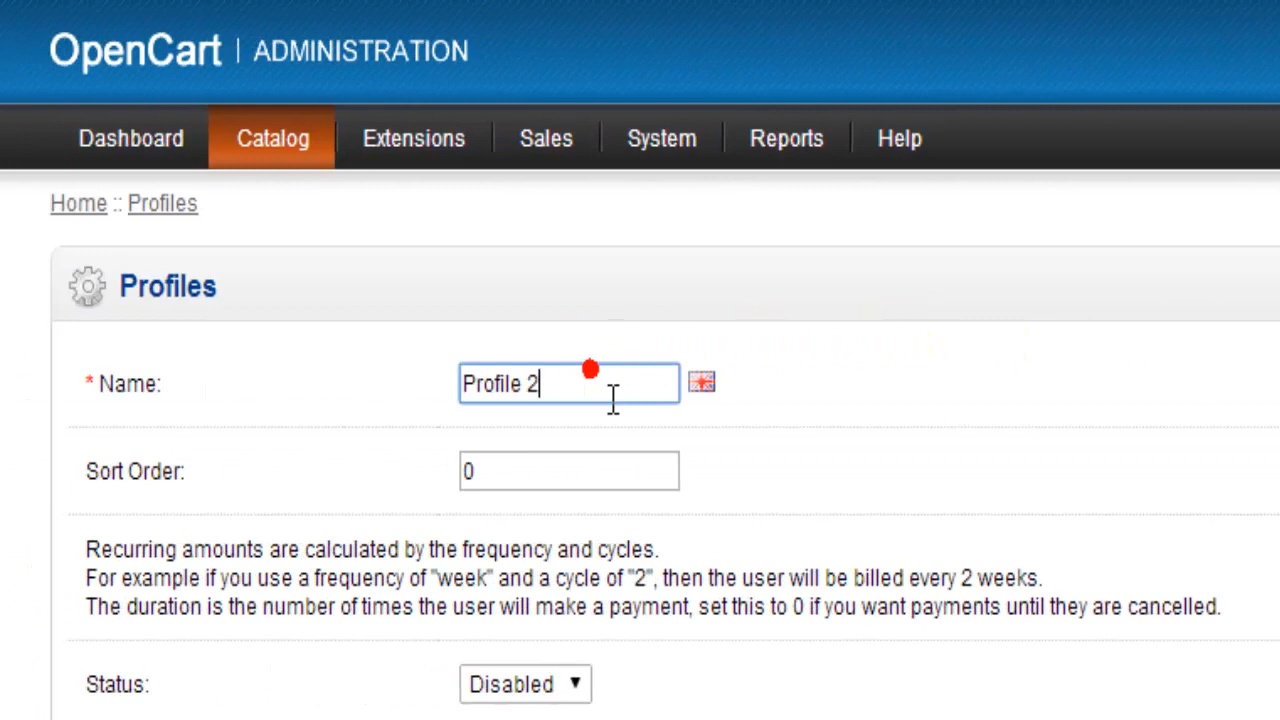 OpenCart | ADMINISTRATION
Dashboard Catalog Extensions Sales System Reports Help
Home :: Profiles
Profiles
* Name: Profile 2
Sort Order: 0
Recurring amounts are calculated by the frequency and cycles.
For example if you use a frequency of "week" and a cycle of "2", then the user will be billed every 2 weeks.
The duration is the number of times the user will make a payment, set this to 0 if you want payments until they are cancelled.
Status: Disabled